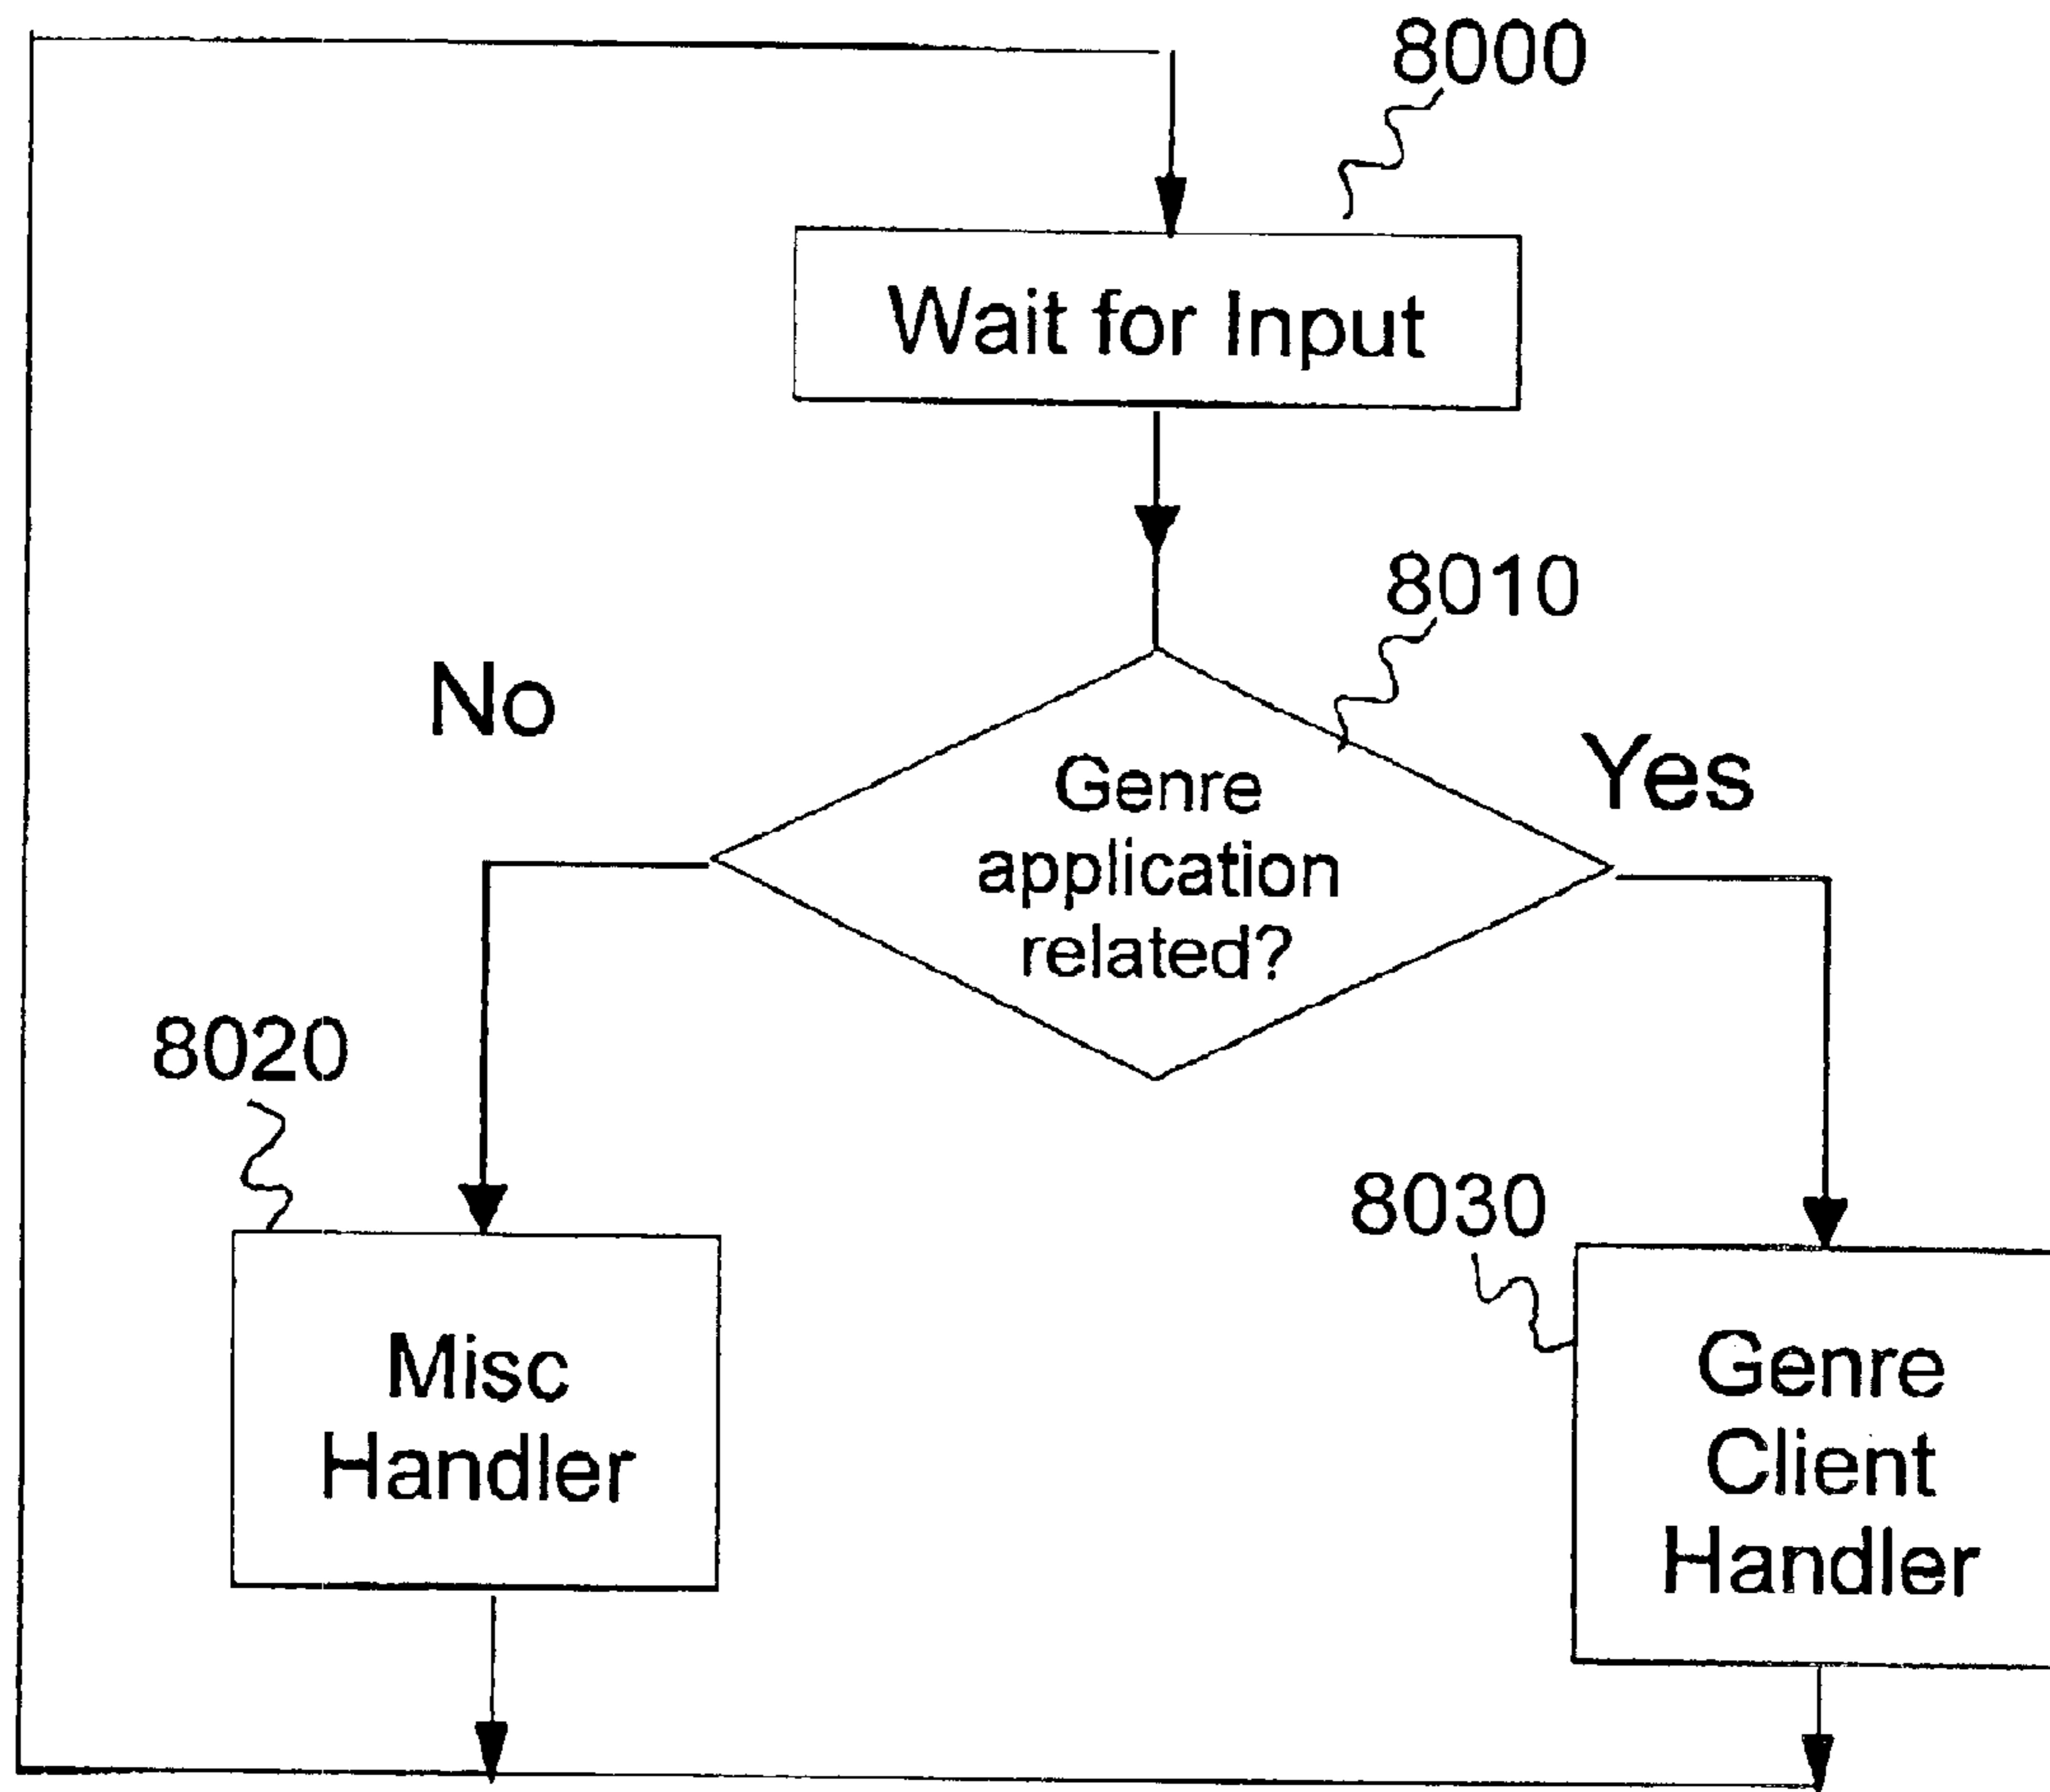 8000
Wait for Input
8010
No
Yes
Genre
application
related?
8020
8030
Misc
Handler
Genre
Client
Handler